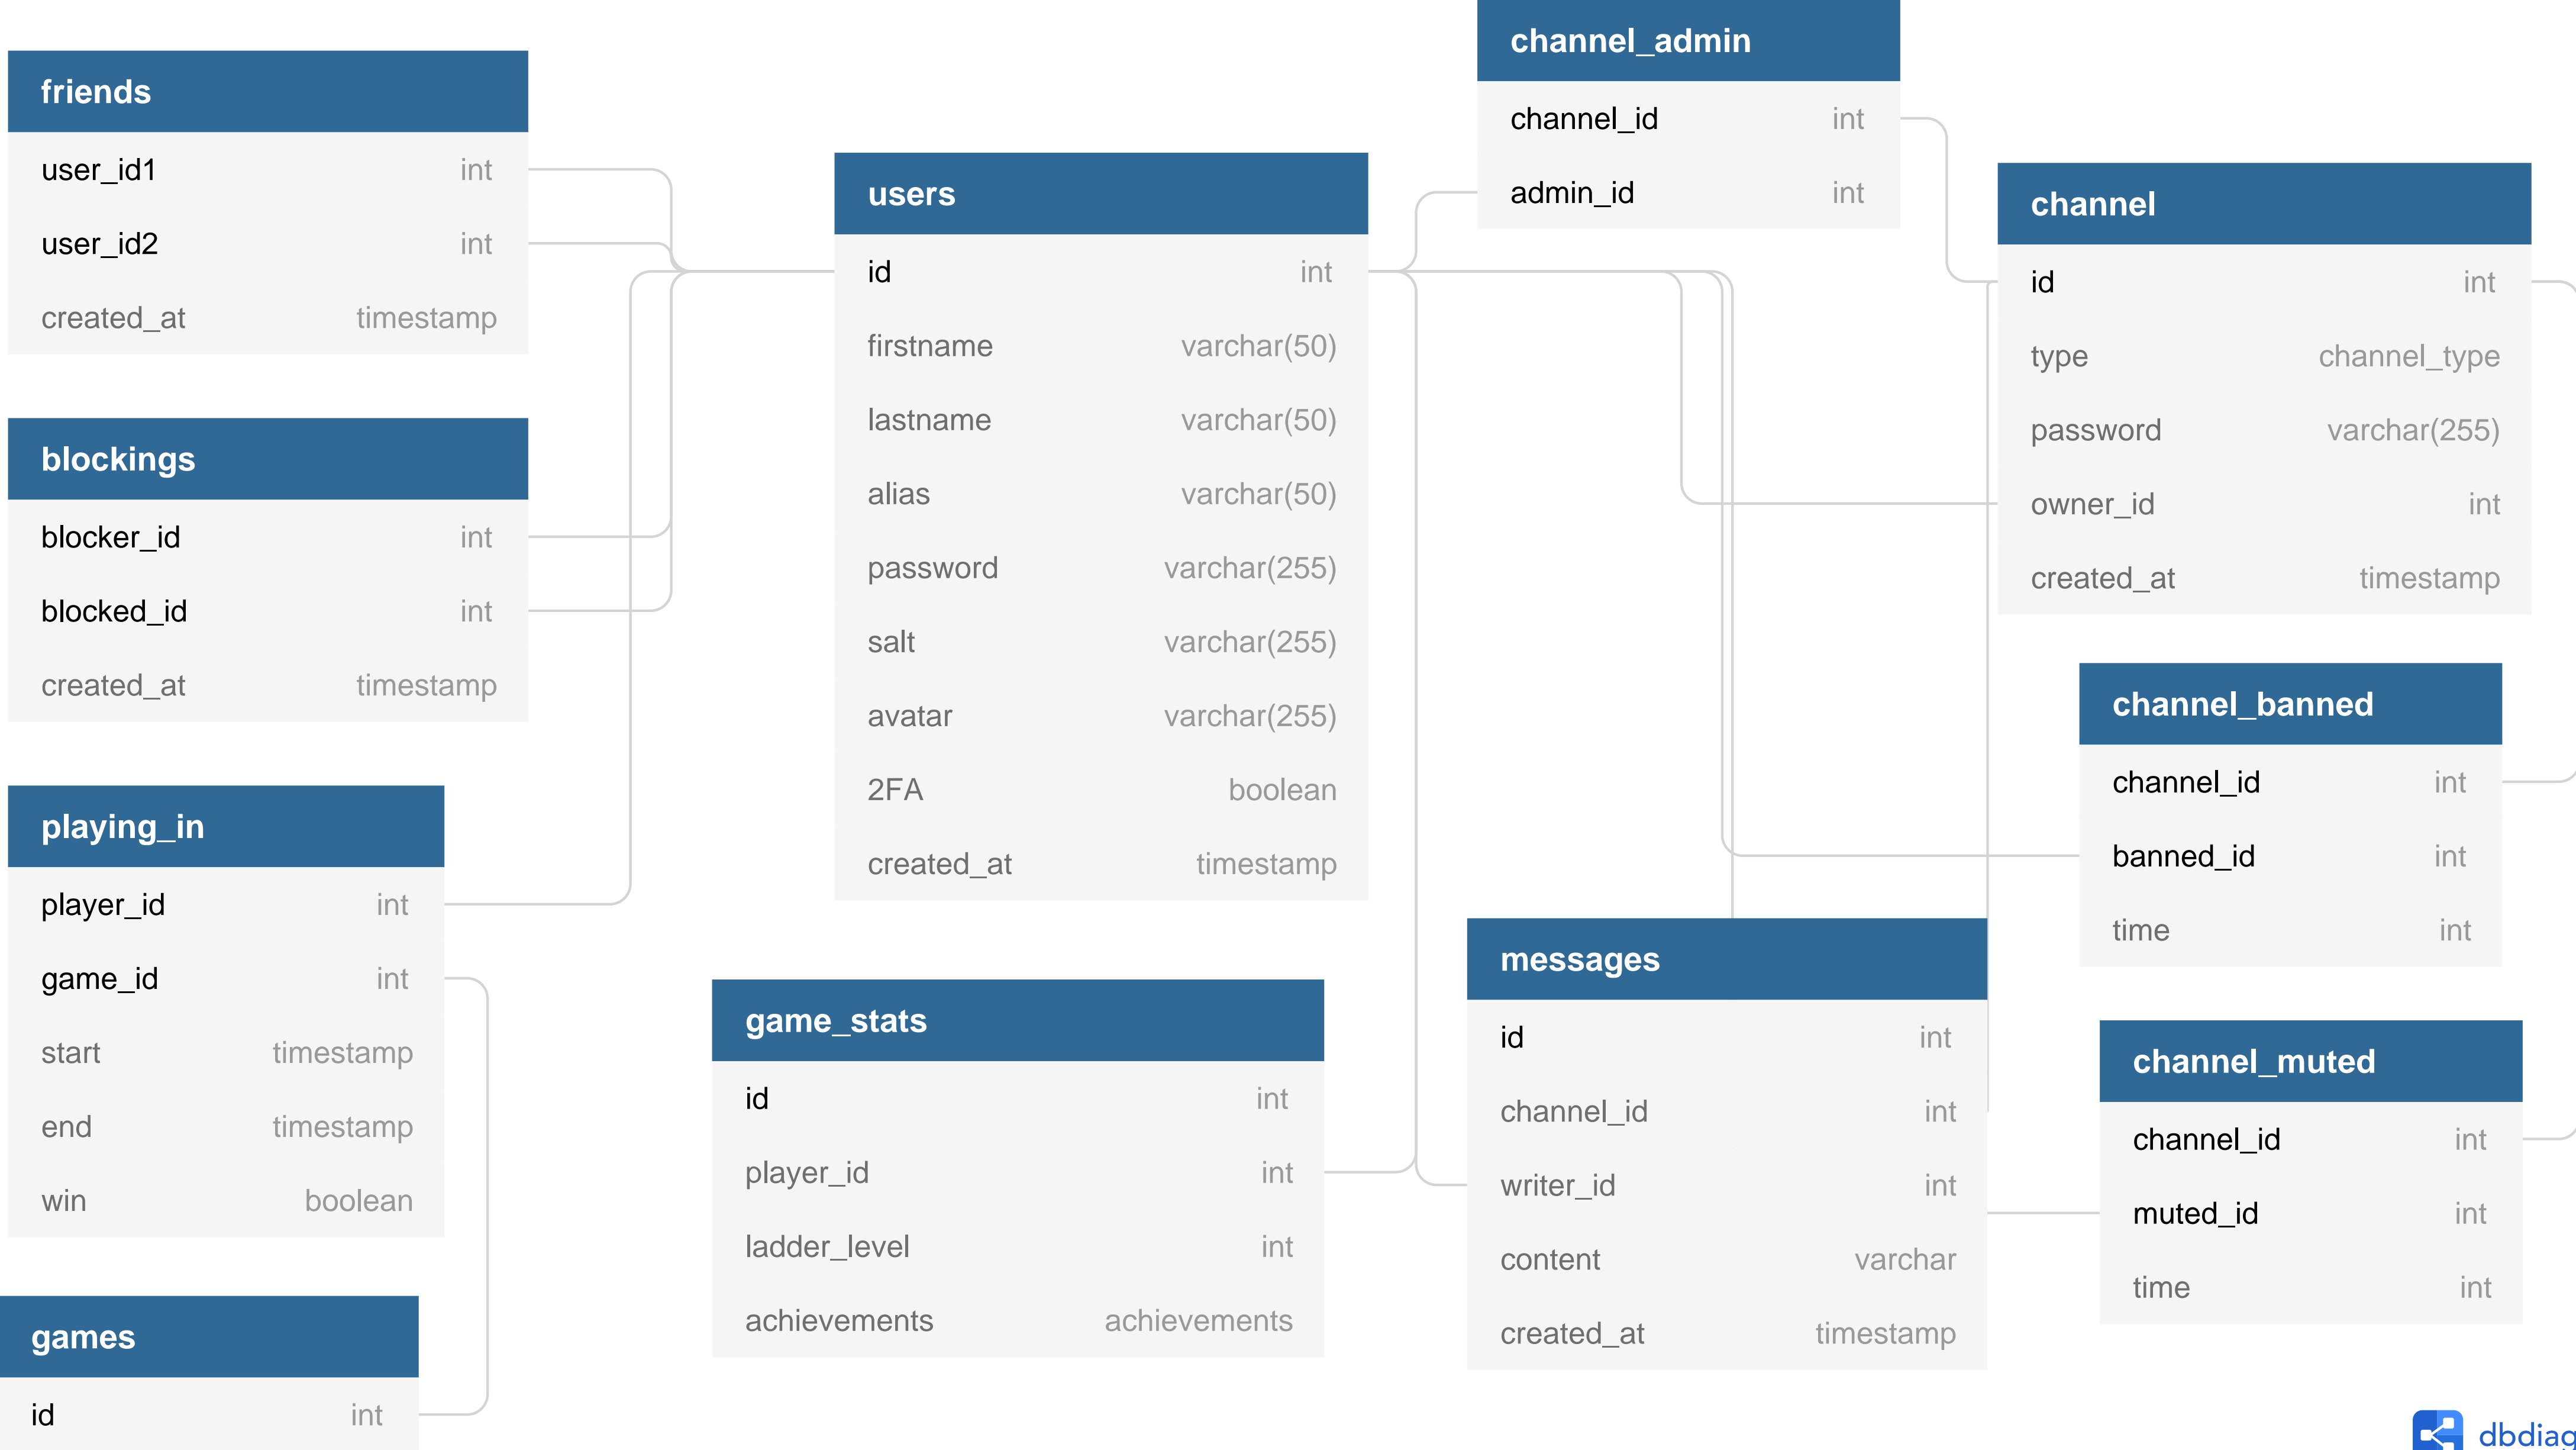 friends
user_id1 int
user_id2 int
created_at timestamp
blockings
blocker_id int
blocked_id int
created_at timestamp
playing_in
player_id int
game_id int
start timestamp
end timestamp
win boolean
games
id int
users
id int
firstname varchar(50)
lastname varchar(50)
alias varchar(50)
password varchar(255)
salt varchar(255)
avatar varchar(255)
2FA boolean
created_at timestamp
game_stats
id int
player_id int
ladder_level int
achievements achievements
channel_admin
channel_id int
admin_id int
messages
id int
channel_id int
writer_id int
content varchar
created_at timestamp
channel
id int
type channel_type
password varchar(255)
owner_id int
created_at timestamp
channel_banned
channel_id int
banned_id int
time int
channel_muted
channel_id int
muted_id int
time int